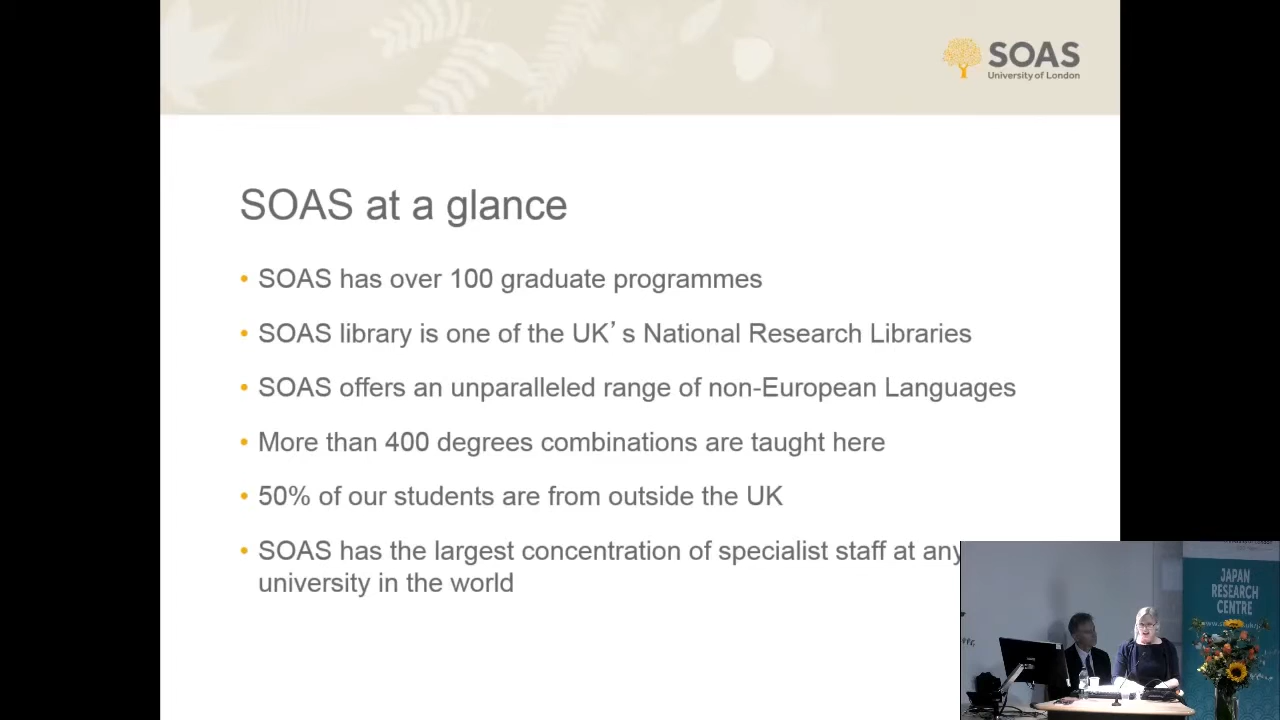 SOAS
University of London
SOAS at a glance
• SOAS has over 100 graduate programmes
• SOAS library is one of the UK’s National Research Libraries
• SOAS offers an unparalleled range of non-European Languages
• More than 400 degrees combinations are taught here
• 50% of our students are from outside the UK
• SOAS has the largest concentration of specialist staff at any
university in the world
JAPAN
RESEARCH
CENTRE